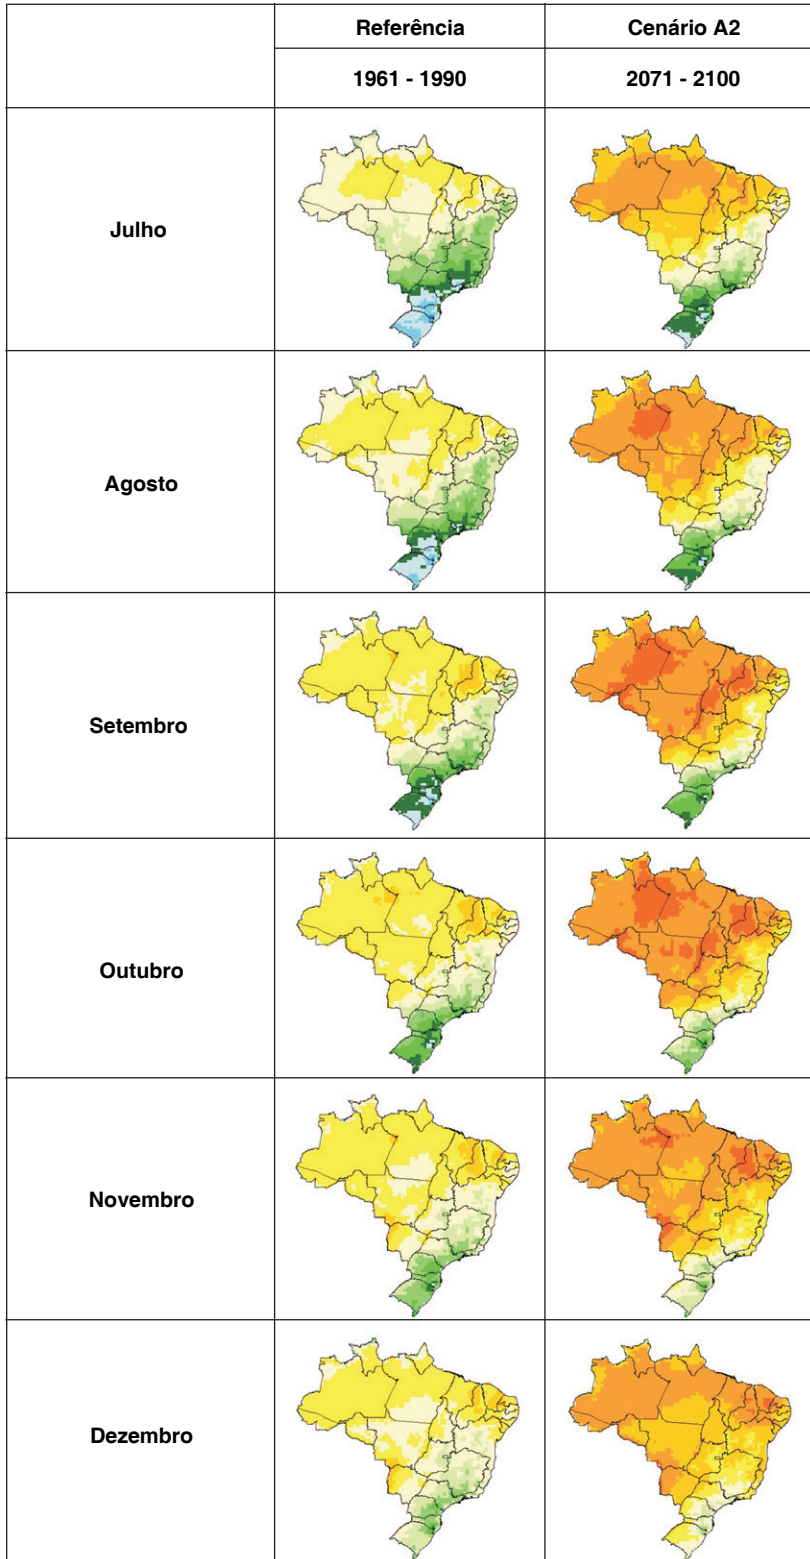 Referência
Cenário A2
1961 - 1990
2071 - 2100
Julho
Agosto
Setembro
Outubro
Novembro
Dezembro